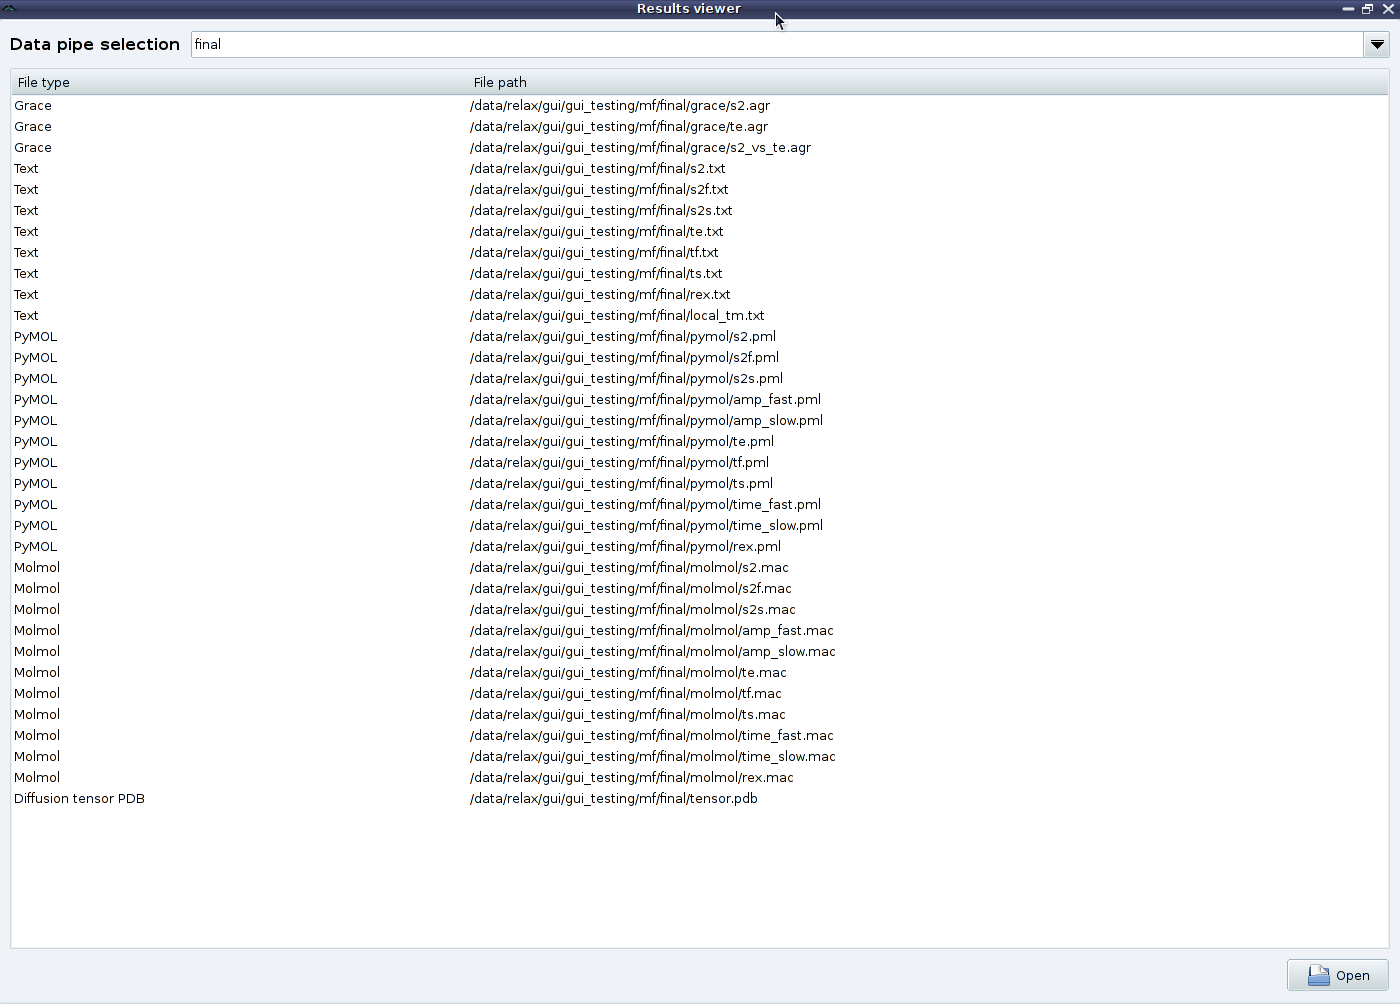 Results viewer
Data pipe selection final
File type File path
Grace /data/relax/gui/gui_testing/mf/final/grace/s2.agr
Grace /data/relax/gui/gui_testing/mf/final/grace/te.agr
Grace /data/relax/gui/gui_testing/mf/final/grace/s2_vs_te.agr
Text /data/relax/gui/gui_testing/mf/final/s2.txt
Text /data/relax/gui/gui_testing/mf/final/s2f.txt
Text /data/relax/gui/gui_testing/mf/final/s2s.txt
Text /data/relax/gui/gui_testing/mf/final/te.txt
Text /data/relax/gui/gui_testing/mf/final/tf.txt
Text /data/relax/gui/gui_testing/mf/final/ts.txt
Text /data/relax/gui/gui_testing/mf/final/rex.txt
Text /data/relax/gui/gui_testing/mf/final/local_tm.txt
PyMOL /data/relax/gui/gui_testing/mf/final/pymol/s2.pml
PyMOL /data/relax/gui/gui_testing/mf/final/pymol/s2f.pml
PyMOL /data/relax/gui/gui_testing/mf/final/pymol/s2s.pml
PyMOL /data/relax/gui/gui_testing/mf/final/pymol/amp_fast.pml
PyMOL /data/relax/gui/gui_testing/mf/final/pymol/amp_slow.pml
PyMOL /data/relax/gui/gui_testing/mf/final/pymol/te.pml
PyMOL /data/relax/gui/gui_testing/mf/final/pymol/tf.pml
PyMOL /data/relax/gui/gui_testing/mf/final/pymol/ts.pml
PyMOL /data/relax/gui/gui_testing/mf/final/pymol/time_fast.pml
PyMOL /data/relax/gui/gui_testing/mf/final/pymol/time_slow.pml
PyMOL /data/relax/gui/gui_testing/mf/final/pymol/rex.pml
Molmol /data/relax/gui/gui_testing/mf/final/molmol/s2.mac
Molmol /data/relax/gui/gui_testing/mf/final/molmol/s2f.mac
Molmol /data/relax/gui/gui_testing/mf/final/molmol/s2s.mac
Molmol /data/relax/gui/gui_testing/mf/final/molmol/amp_fast.mac
Molmol /data/relax/gui/gui_testing/mf/final/molmol/amp_slow.mac
Molmol /data/relax/gui/gui_testing/mf/final/molmol/te.mac
Molmol /data/relax/gui/gui_testing/mf/final/molmol/tf.mac
Molmol /data/relax/gui/gui_testing/mf/final/molmol/ts.mac
Molmol /data/relax/gui/gui_testing/mf/final/molmol/time_fast.mac
Molmol /data/relax/gui/gui_testing/mf/final/molmol/time_slow.mac
Molmol /data/relax/gui/gui_testing/mf/final/molmol/rex.mac
Diffusion tensor PDB /data/relax/gui/gui_testing/mf/final/tensor.pdb
Open